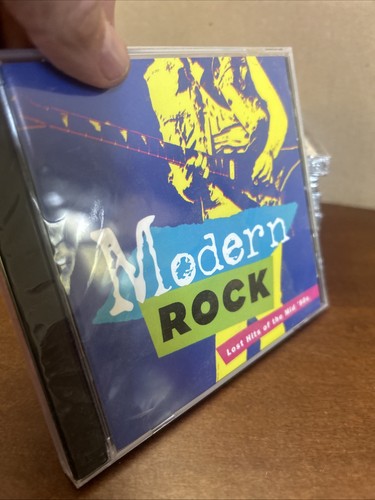 Modern
ROCK
Lost Hits of the Mid '80s